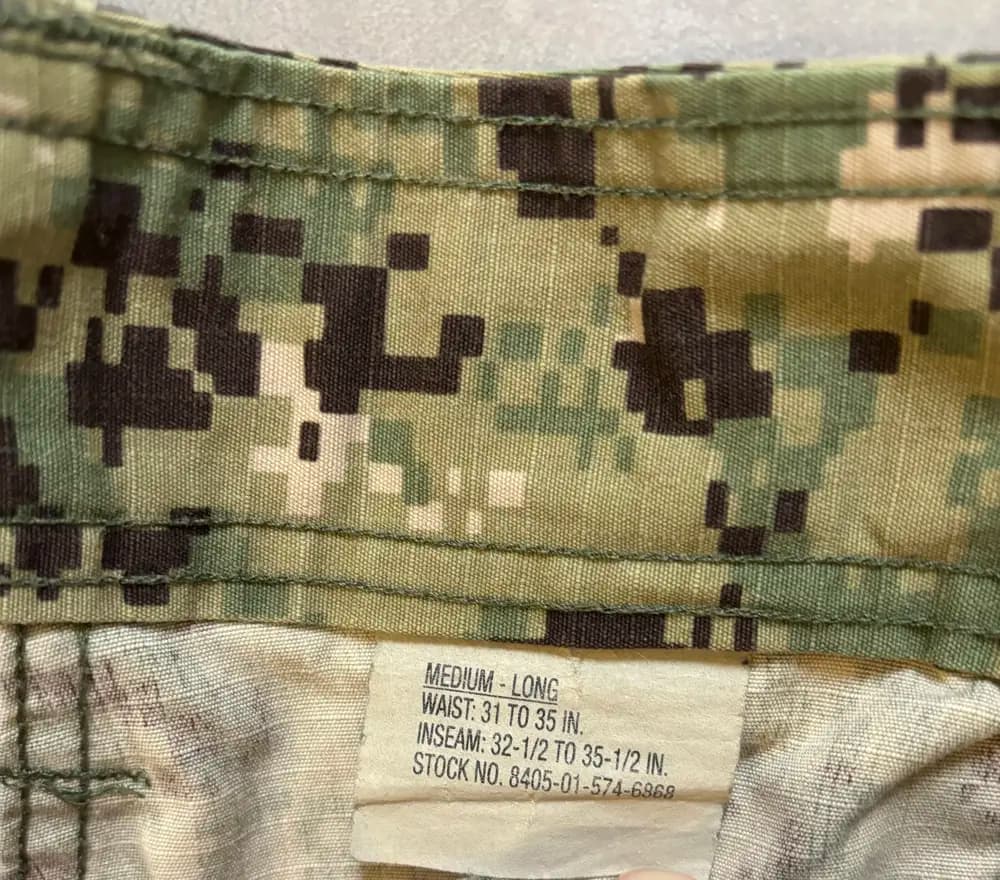 MEDIUM - LONG
WAIST: 31 TO 35 IN.
INSEAM: 32-1/2 TO 35-1/2 IN.
STOCK NO. 8405-01-574-6868